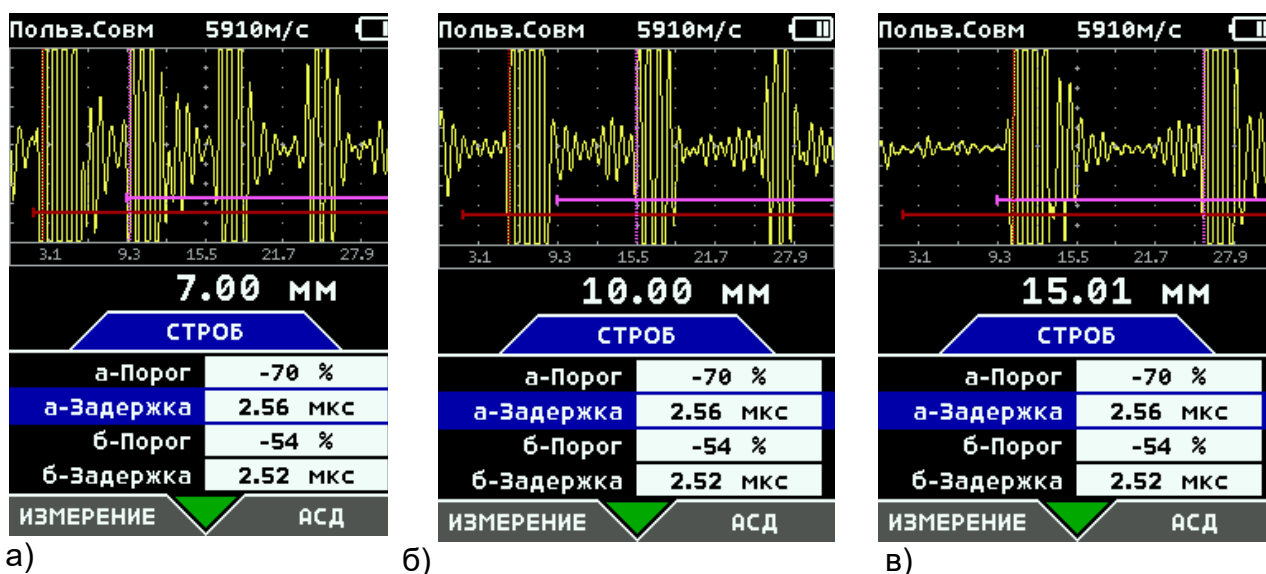 Польз.Совм 5910м/с
3.1 9.3 15.5 21.7 27.9
7.00 мм
СТРОБ
а-Порог -70 %
а-Задержка 2.56 мкс
б-Порог -54 %
б-Задержка 2.52 мкс
ИЗМЕРЕНИЕ АСД
а)
Польз.Совм 5910м/с
3.1 9.3 15.5 21.7 27.9
10.00 мм
СТРОБ
а-Порог -70 %
а-Задержка 2.56 мкс
б-Порог -54 %
б-Задержка 2.52 мкс
ИЗМЕРЕНИЕ АСД
б)
Польз.Совм 5910м/с
3.1 9.3 15.5 21.7 27.9
15.01 мм
СТРОБ
а-Порог -70 %
а-Задержка 2.56 мкс
б-Порог -54 %
б-Задержка 2.52 мкс
ИЗМЕРЕНИЕ АСД
в)